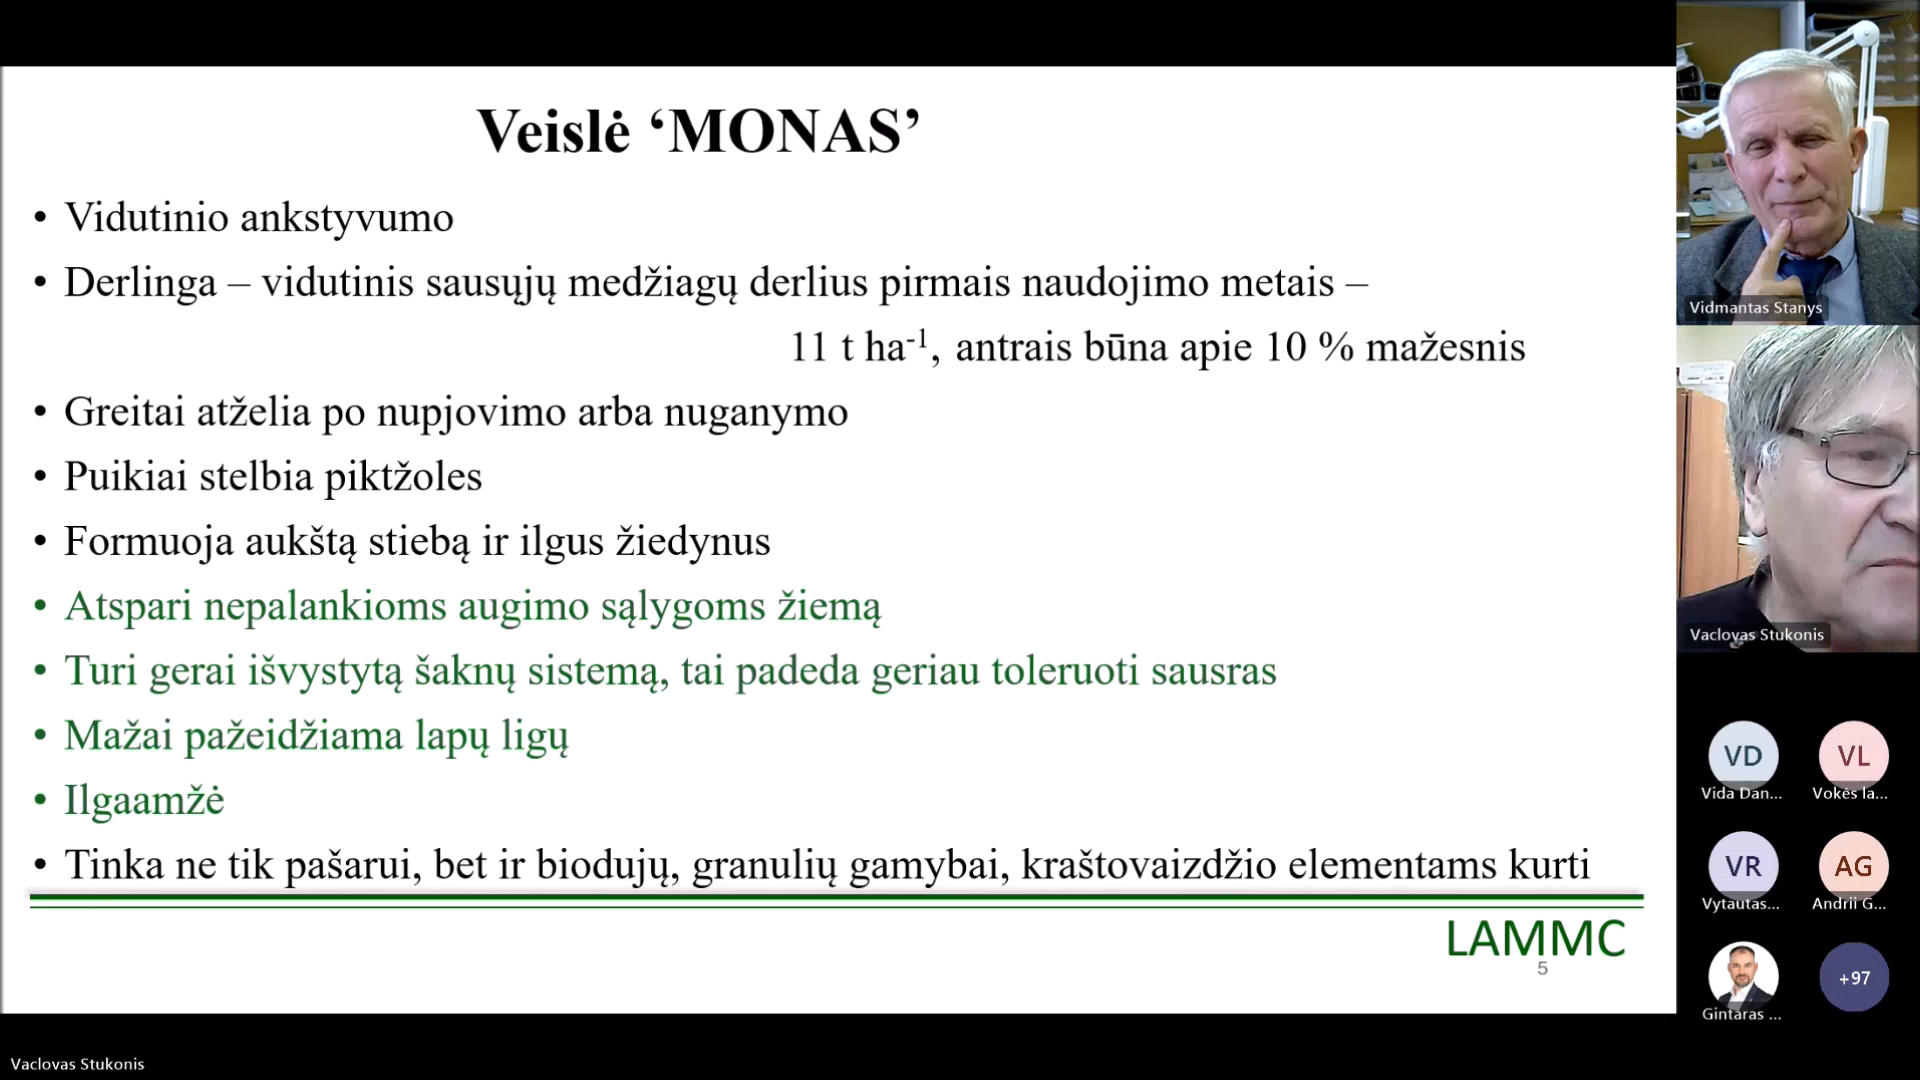 Veislė ‘MONAS’
• Vidutinio ankstyvumo
• Derlinga – vidutinis sausųjų medžiagų derlius pirmais naudojimo metais –
11 t ha-1, antrais būna apie 10 % mažesnis
• Greitai atželia po nupjovimo arba nuganymo
• Puikiai stelbia piktžoles
• Formuoja aukštą stiebą ir ilgus žiedynus
• Atspari nepalankioms augimo sąlygoms žiemą
• Turi gerai išvystytą šaknų sistemą, tai padeda geriau toleruoti sausras
• Mažai pažeidžiama lapų ligų
• Ilgaamžė
• Tinka ne tik pašarui, bet ir biodujų, granulių gamybai, kraštovaizdžio elementams kurti
LAMMC
5
Vidmantas Stanys
Vaclovas Stukonis
VD
Vida Dan...
VL
Vokės la...
VR
Vytautas...
AG
Andrii G...
Gintaras ...
+97
Vaclovas Stukonis